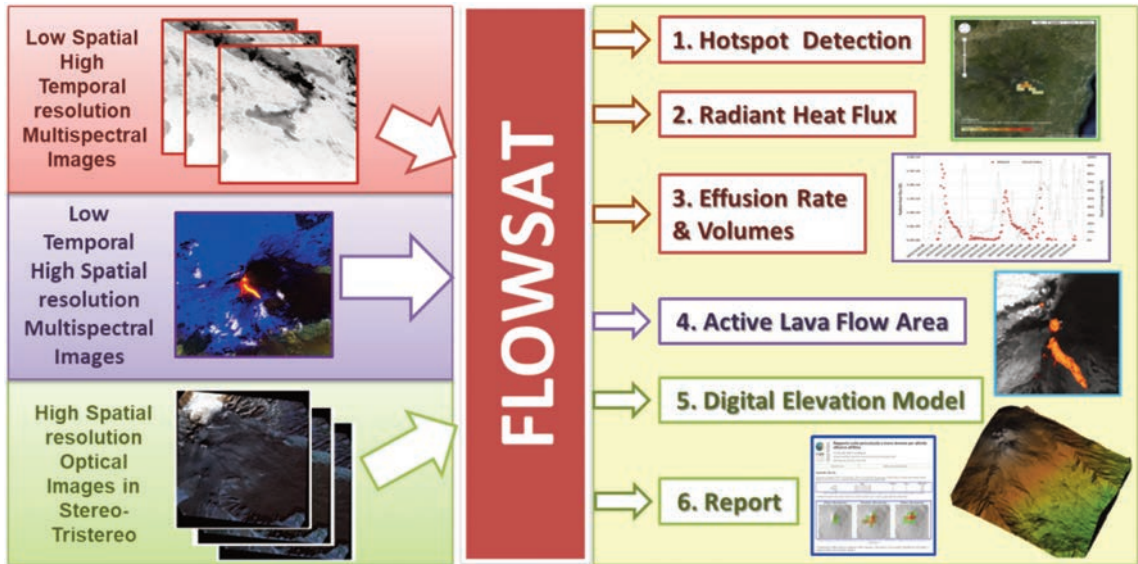 Low Spatial
High
Temporal
resolution
Multispectral
Images
Low
Temporal
High Spatial
resolution
Multispectral
Images
High Spatial
resolution
Optical
Images in
Stereo-
Tristereo
FLOWSAT
1. Hotspot Detection
2. Radiant Heat Flux
3. Effusion Rate
& Volumes
4. Active Lava Flow Area
5. Digital Elevation Model
6. Report